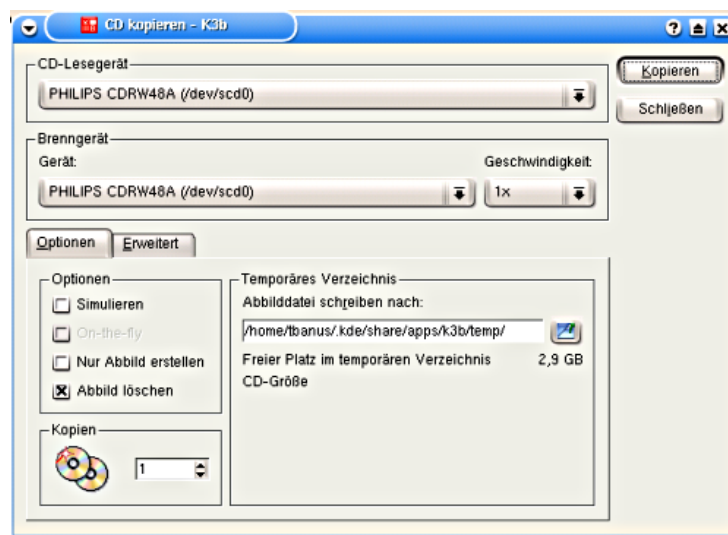 CD kopieren - K3b
CD-Lesegerät
Kopieren
PHILIPS CDRW48A (/dev/scd0)
Schließen
Brenngerät
Gerät:
Geschwindigkeit:
PHILIPS CDRW48A (/dev/scd0)
1x
Optionen
Erweitert
Optionen
Simulieren
On-the-fly
Nur Abbild erstellen
Abbild löschen
Kopien
1
Temporäres Verzeichnis
Abbilddatei schreiben nach:
/home/tbanus/.kde/share/apps/k3b/temp/
Freier Platz im temporären Verzeichnis 2,9 GB
CD-Größe